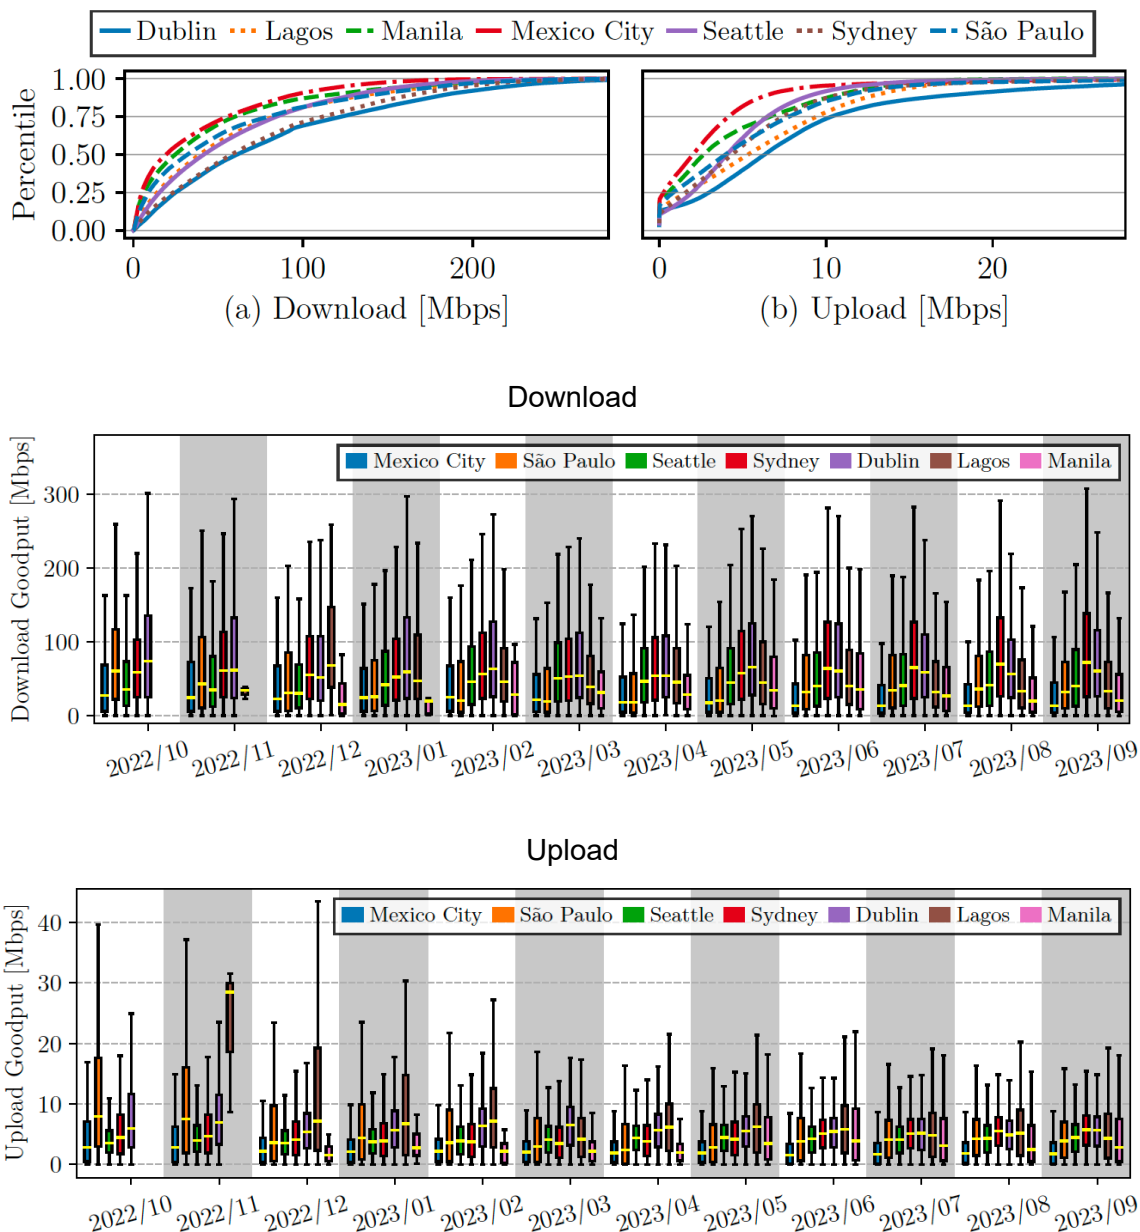 Dublin Lagos Manila Mexico City Seattle Sydney São Paulo
Percentile
1.00
0.75
0.50
0.25
0.00
0 100 200
0 10 20
(a) Download [Mbps]
(b) Upload [Mbps]
Download
Download Goodput [Mbps]
Mexico City São Paulo Seattle Sydney Dublin Lagos Manila
300
200
100
0
2022/10 2022/11 2022/12 2023/01 2023/02 2023/03 2023/04 2023/05 2023/06 2023/07 2023/08 2023/09
Upload
Upload Goodput [Mbps]
Mexico City São Paulo Seattle Sydney Dublin Lagos Manila
40
30
20
10
0
2022/10 2022/11 2022/12 2023/01 2023/02 2023/03 2023/04 2023/05 2023/06 2023/07 2023/08 2023/09